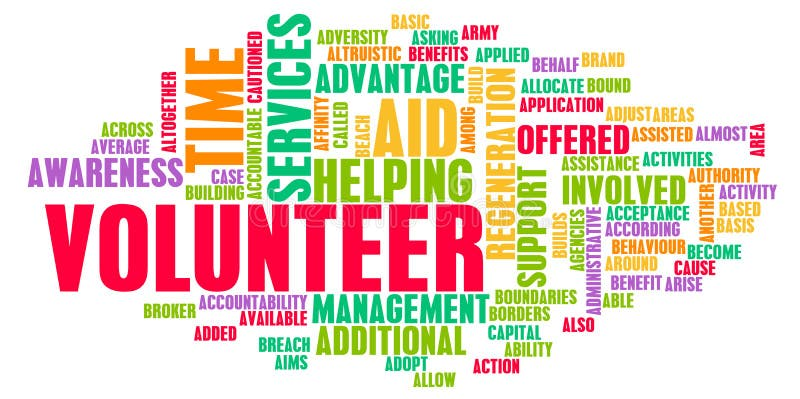 BASIC
ADVERSITY
ASKING
ARMY
ALTRUISTIC
BENEFITS
APPLIED
BEHALF
BRAND
ADVANTAGE
BUILD
ALLOCATE
BOUND
APPLICATION
CAUTIONED
SERVICES
TIME
ALTOGETHER
AFFINITY
CALLED
BEACH
AID
AMONG
REGENERATION
OFFERED
ADJUST
AREAS
ASSISTED
ALMOST
AREA
ACROSS
AVERAGE
AWARENESS
CASE
BUILDING
ACCOUNTABLE
HELPING
SUPPORT
ASSISTANCE
ACTIVITIES
INVOLVED
AUTHORITY
ACTIVITY
ANOTHER
BASED
BASIS
VOLUNTEER
BUILDS
AGENCIES
ADMINISTRATIVE
ACCEPTANCE
ACCORDING
BEHAVIOUR
BECOME
AROUND
CAUSE
BENEFIT
ARISE
ABLE
BROKER
ACCOUNTABILITY
MANAGEMENT
BOUNDARIES
BORDERS
ADDED
AVAILABLE
ADDITIONAL
CAPITAL
ALSO
BREACH
ABILITY
AIMS
ADOPT
ACTION
ALLOW
dreamstime